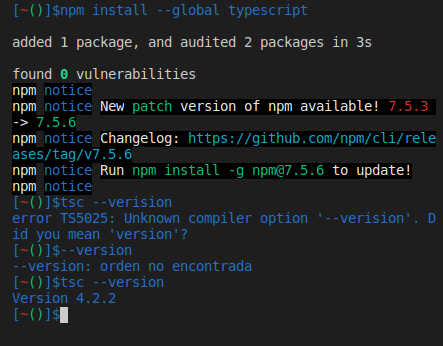 [~()]$npm install --global typescript
added 1 package, and audited 2 packages in 3s
found 0 vulnerabilities
npm notice
npm notice New patch version of npm available! 7.5.3
-> 7.5.6
npm notice Changelog: https://github.com/npm/cli/rele
ases/tag/v7.5.6
npm notice Run npm install -g npm@7.5.6 to update!
npm notice
[~()]$tsc --verision
error TS5025: Unknown compiler option '--verision'. D
id you mean 'version'?
[~()]$--version
--version: orden no encontrada
[~()]$tsc --version
Version 4.2.2
[~()]$